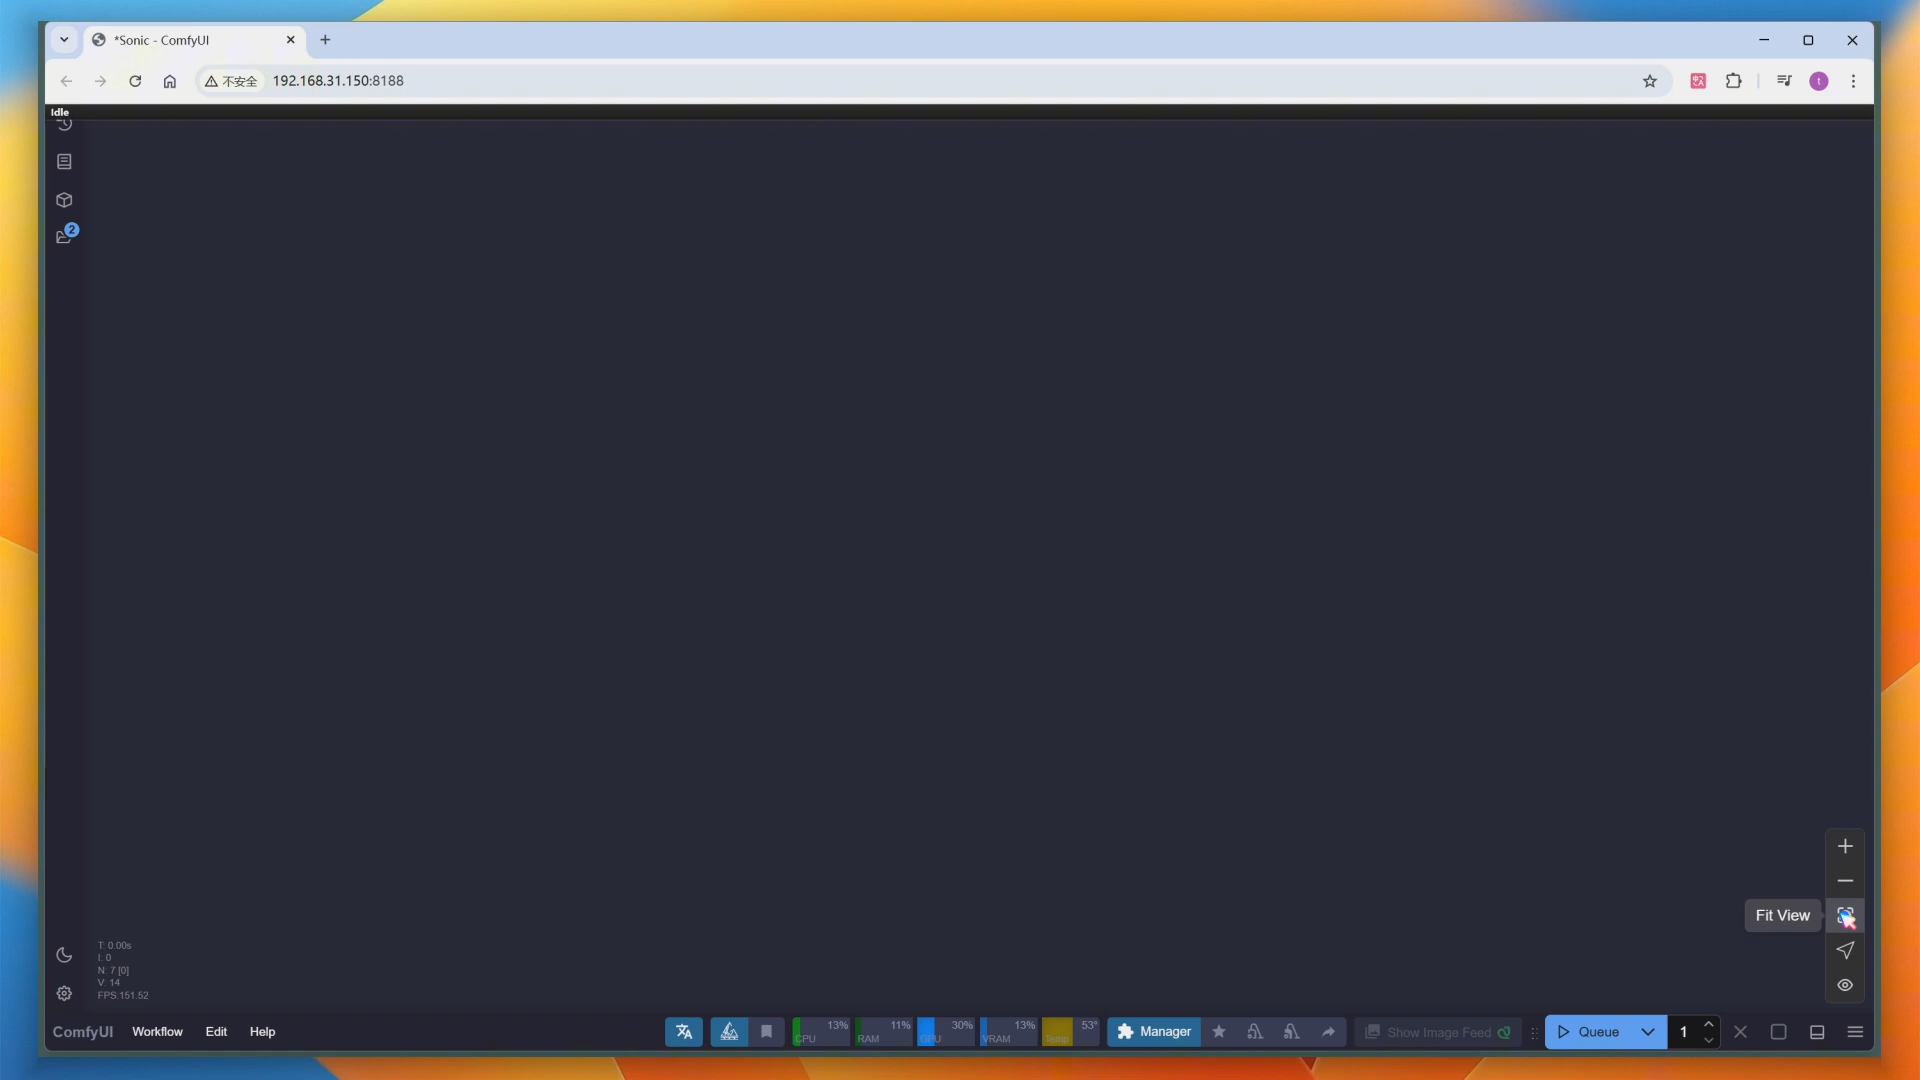 *Sonic - ComfyUI
不安全 192.168.31.150:8188
t
Idle
2
Fit View
T: 0.00s
I: 0
N: 7 [0]
V: 14
FPS:151.52
ComfyUI Workflow Edit Help
CPU 13% RAM 11% GPU 30% VRAM 13% Temp 53° Manager Show Image Feed Queue 1